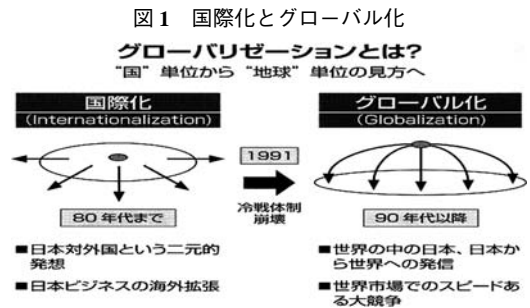 図1 国際化とグローバル化
グローバリゼーションとは?
“国”単位から“地球”単位の見方へ
国際化
(Internationalization)
80年代まで
■日本対外国という二元的
発想
■日本ビジネスの海外拡張
1991
冷戦体制
崩壊
グローバル化
(Globalization)
90年代以降
■世界の中の日本、日本か
ら世界への発信
■世界市場でのスピードあ
る大競争